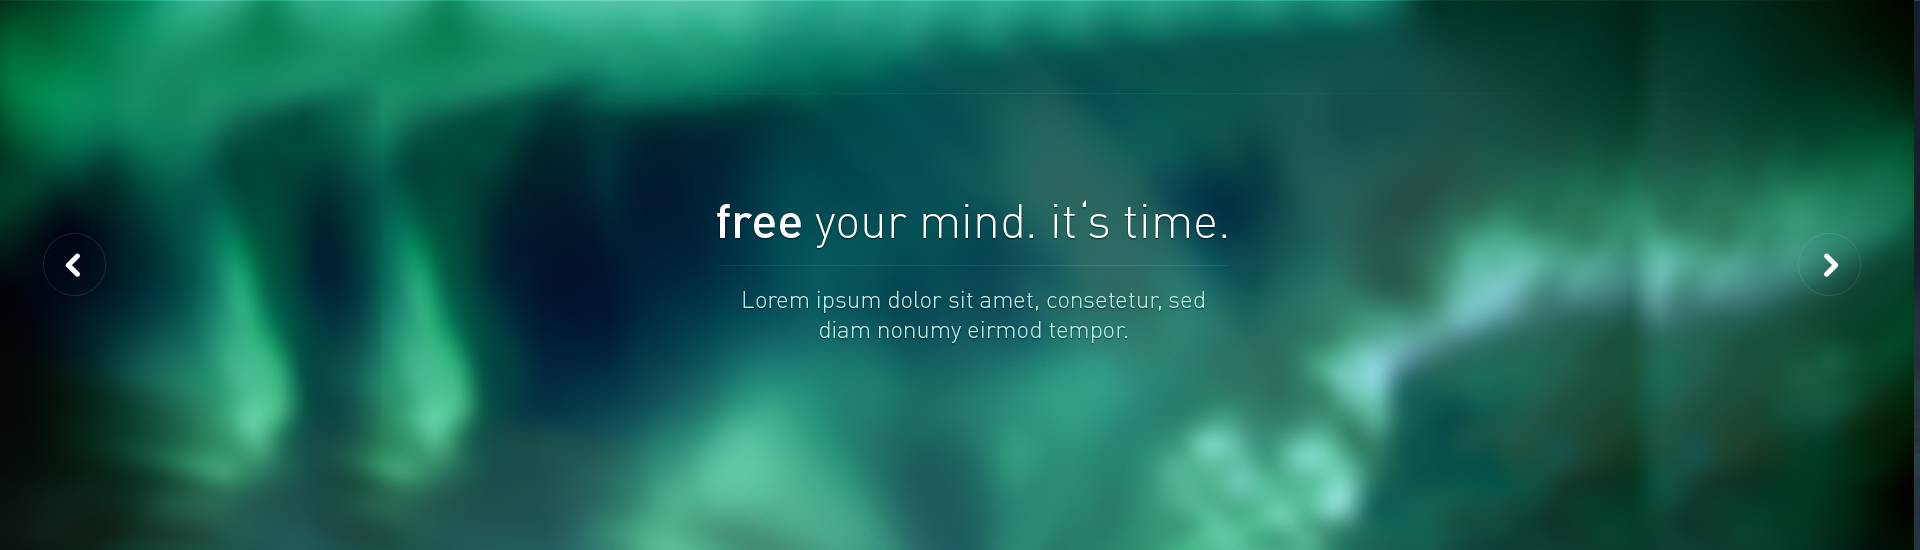 free your mind. it‘s time.
Lorem ipsum dolor sit amet, consetetur, sed
diam nonumy eirmod tempor.